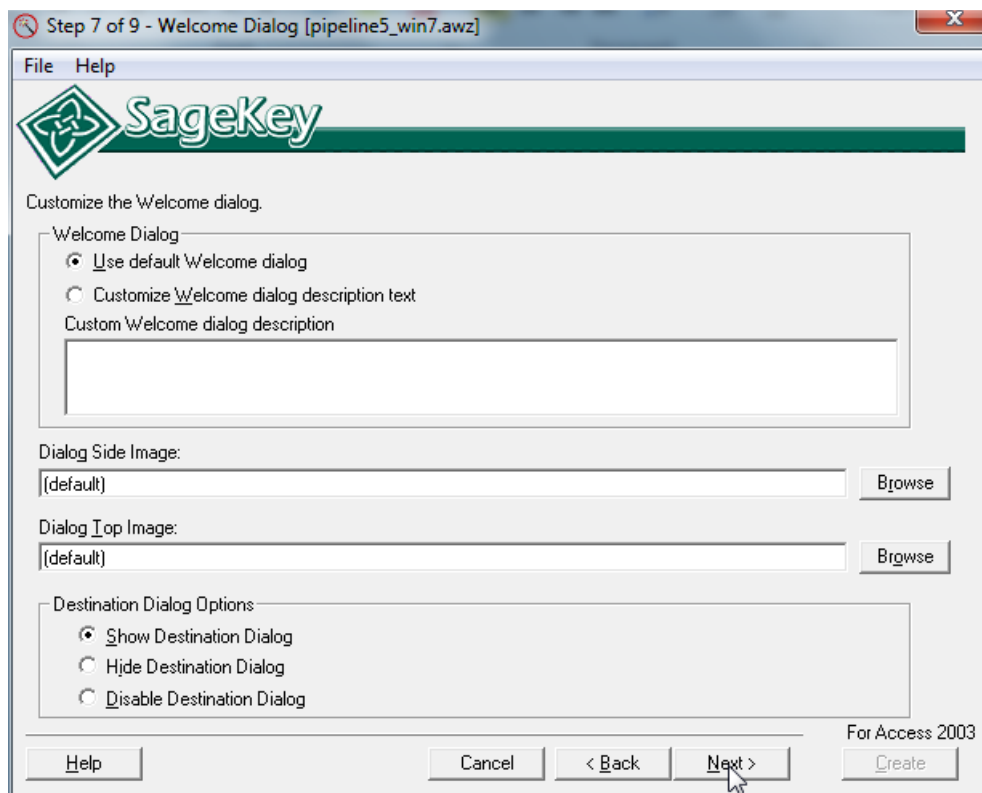 Step 7 of 9 - Welcome Dialog [pipeline5_win7.awz]
File Help
SageKey
Customize the Welcome dialog.
Welcome Dialog
Use default Welcome dialog
Customize Welcome dialog description text
Custom Welcome dialog description
Dialog Side Image:
(default) Browse
Dialog Top Image:
(default) Browse
Destination Dialog Options
Show Destination Dialog
Hide Destination Dialog
Disable Destination Dialog
For Access 2003
Help Cancel < Back Next > Create